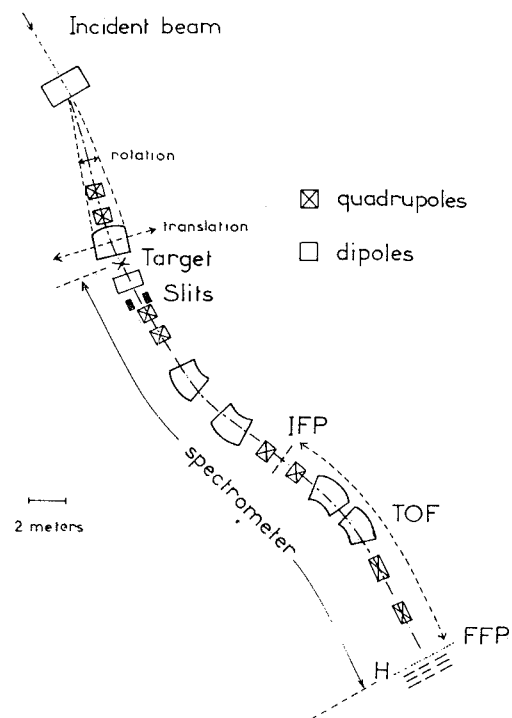 Incident beam
rotation
quadrupoles
translation
dipoles
Target
Slits
IFP
spectrometer
TOF
2 meters
FFP
H